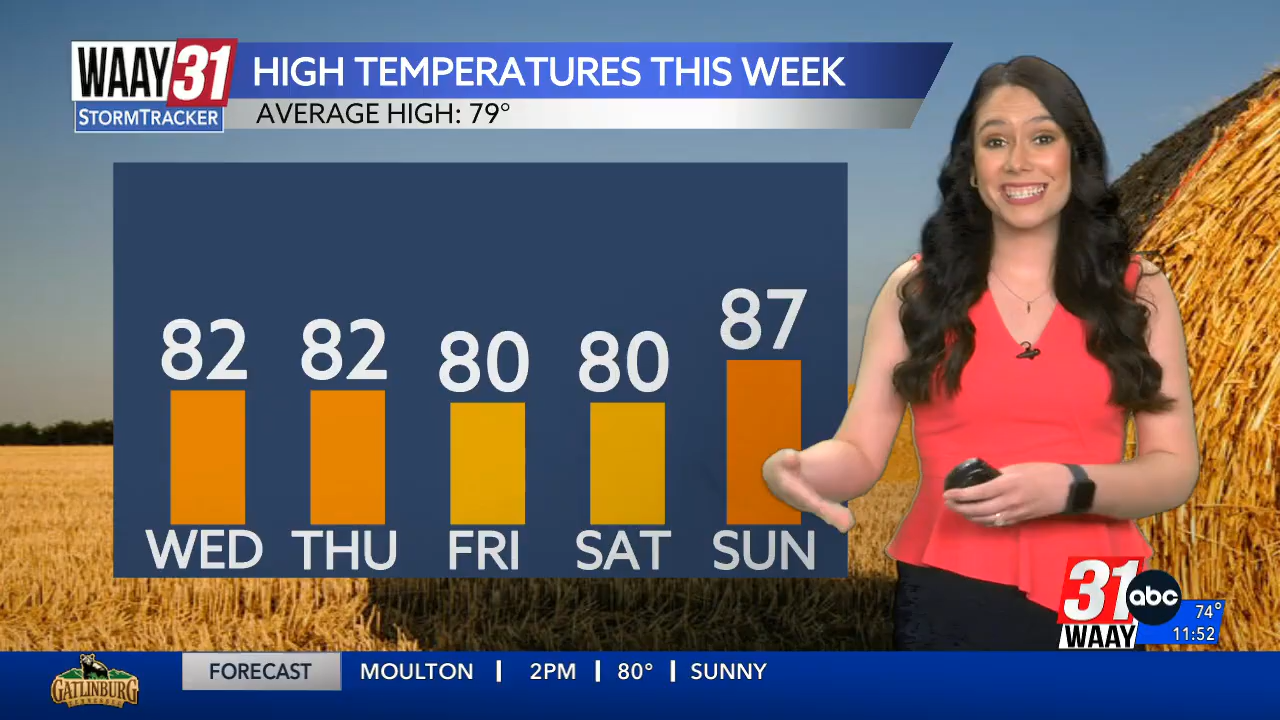 WAAY 31
STORMTRACKER
HIGH TEMPERATURES THIS WEEK
AVERAGE HIGH: 79°
82 82 80 80 87
WED THU FRI SAT SUN
31 abc
WAAY
74°
11:52
GATLINBURG
TENNESSEE
FORECAST MOULTON | 2PM | 80° | SUNNY